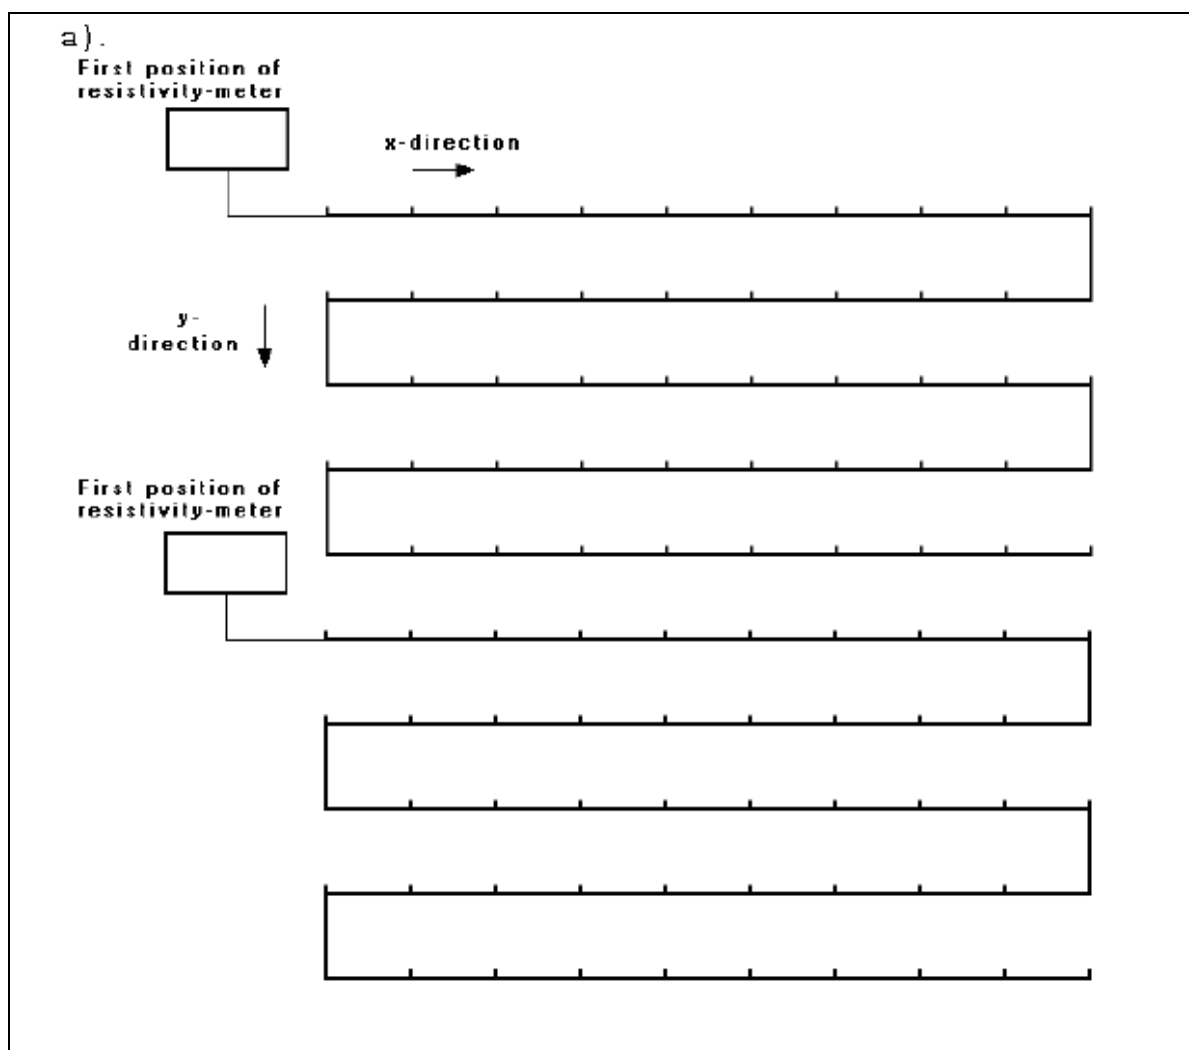 a).
First position of
resistivity-meter
x-direction
y-
direction
First position of
resistivity-meter